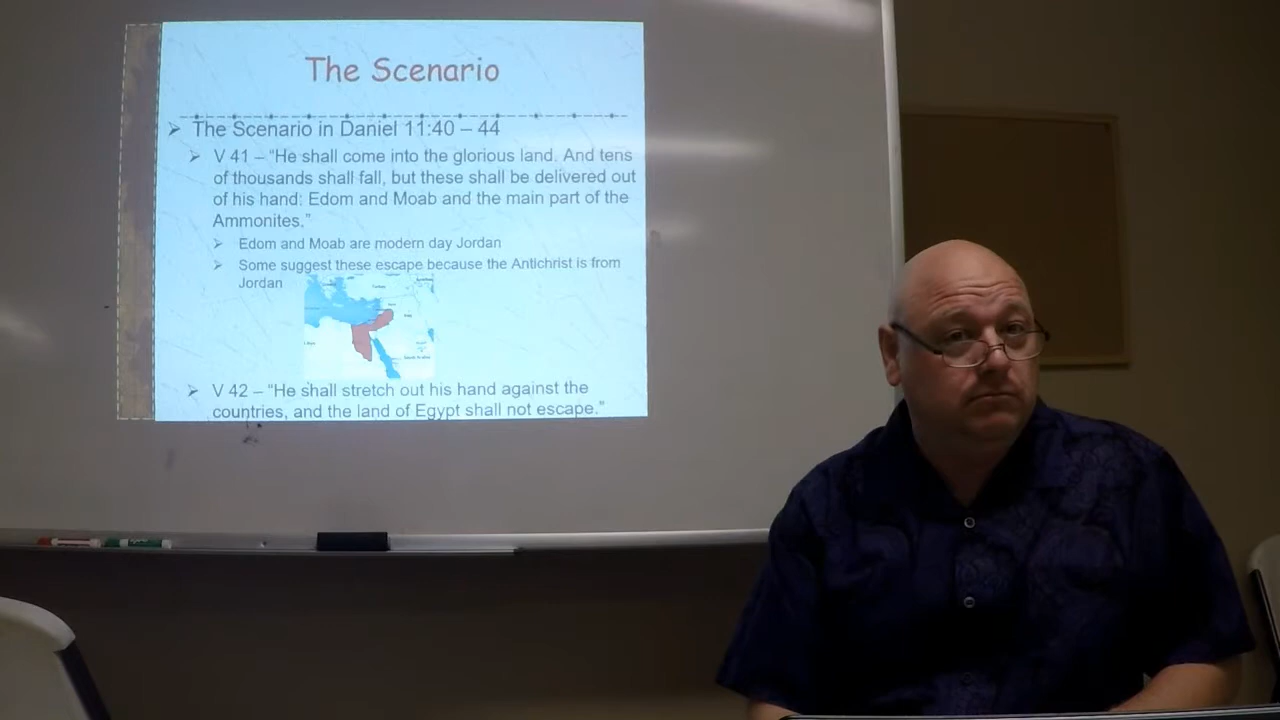 The Scenario
The Scenario in Daniel 11:40 – 44
V 41 – “He shall come into the glorious land. And tens
of thousands shall fall, but these shall be delivered out
of his hand: Edom and Moab and the main part of the
Ammonites.”
Edom and Moab are modern day Jordan
Some suggest these escape because the Antichrist is from
Jordan
Turkey
Saudi Arabia
V 42 – “He shall stretch out his hand against the
countries, and the land of Egypt shall not escape.”